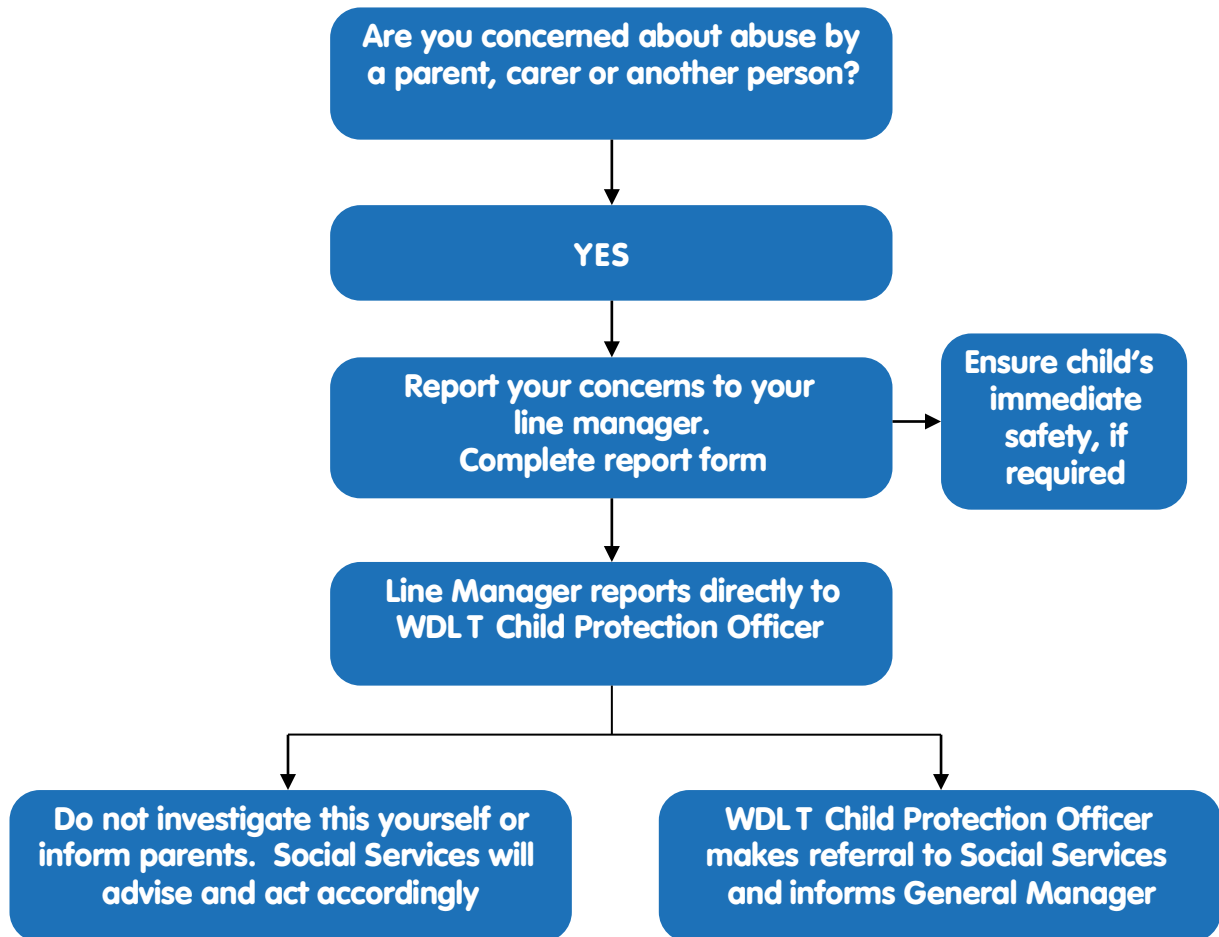 Are you concerned about abuse by
a parent, carer or another person?
YES
Report your concerns to your
line manager.
Complete report form
Ensure child's
immediate
safety, if
required
Line Manager reports directly to
WDL T Child Protection Officer
Do not investigate this yourself or
inform parents. Social Services will
advise and act accordingly
WDL T Child Protection Officer
makes referral to Social Services
and informs General Manager